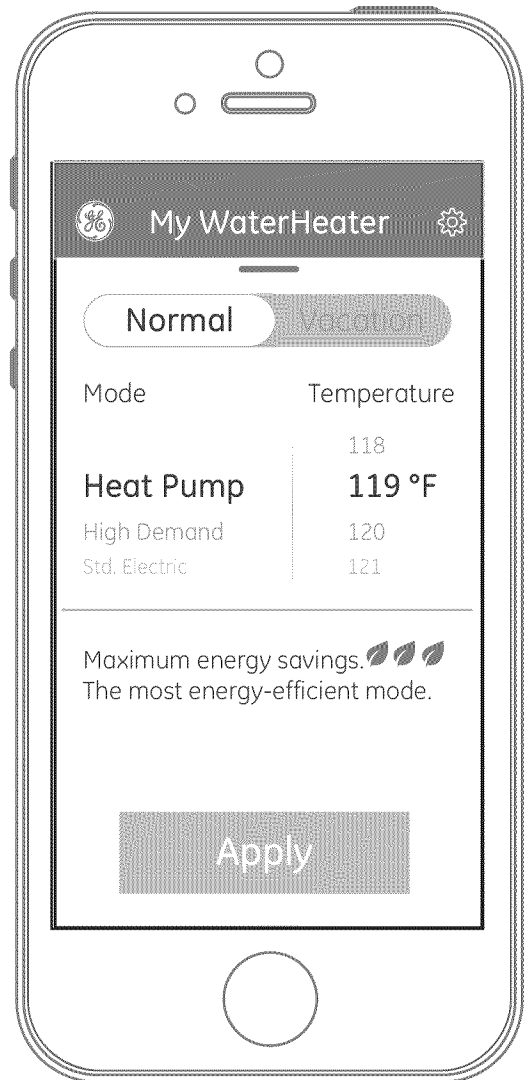 My WaterHeater
Normal Vacation
Mode Temperature
118
Heat Pump 119 °F
High Demand 120
Std. Electric 121
Maximum energy savings.
The most energy-efficient mode.
Apply